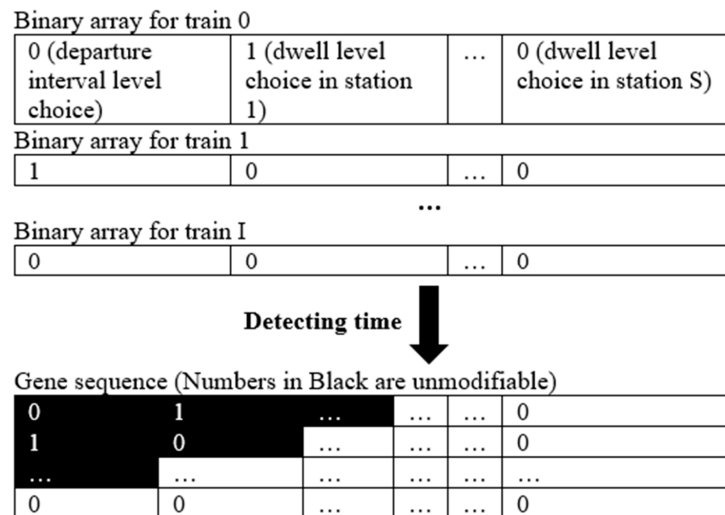 Binary array for train 0
0 (departure interval level choice) 1 (dwell level choice in station 1) … 0 (dwell level choice in station S)
Binary array for train 1
1 0 … 0
...
Binary array for train I
0 0 … 0
Detecting time
Gene sequence (Numbers in Black are unmodifiable)
0 1 … … … 0
1 0 … … … 0
… … … … … …
0 0 … … … 0